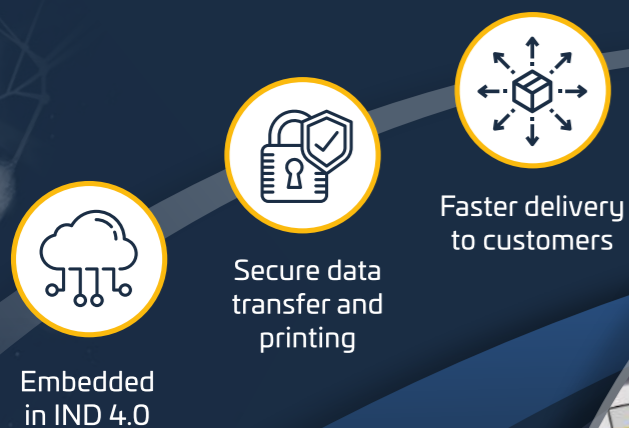 Faster delivery
to customers
Secure data
transfer and
printing
Embedded
in IND 4.0